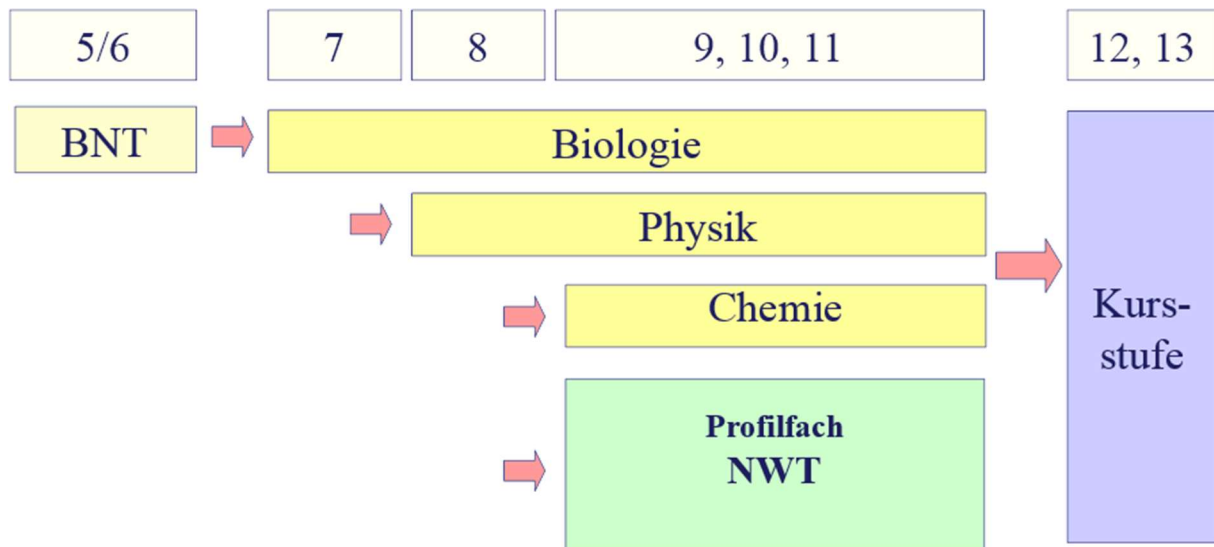 5/6
7
8
9, 10, 11
12, 13
BNT
Biologie
Physik
Chemie
Profilfach
NWT
Kurs-
stufe